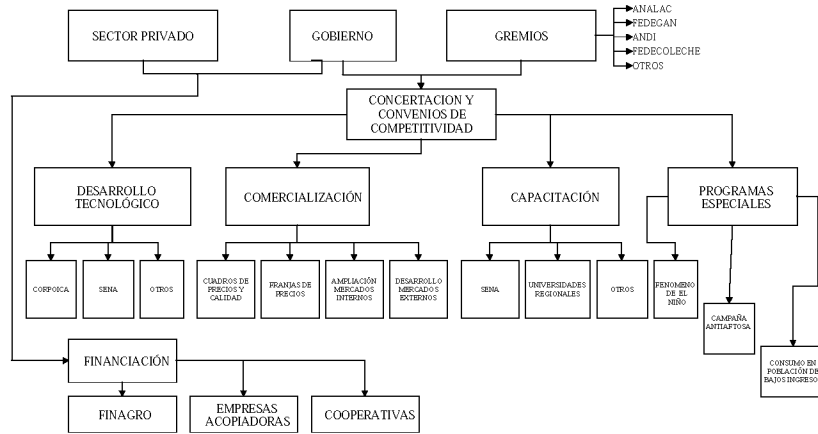 SECTOR PRIVADO
GOBIERNO
GREMIOS
ANALAC
FEDEGAN
ANDI
FEDECOLECHE
OTROS
CONCERTACION Y
CONVENIOS DE
COMPETITIVIDAD
DESARROLLO
TECNOLÓGICO
COMERCIALIZACIÓN
CAPACITACIÓN
PROGRAMAS
ESPECIALES
CORPOICA
SENA
OTROS
CUADROS DE
PRECIOS Y
CALIDAD
FRANJAS DE
PRECIOS
AMPLIACIÓN
MERCADOS
INTERNOS
DESARROLLO
MERCADOS
EXTERNOS
SENA
UNIVERSIDADES
REGIONALES
OTROS
FENOMENO
DE EL
NIÑO
CAMPAÑA
ANTIAFTOSA
CONSUMO EN
POBLACIÓN DE
BAJOS INGRESOS
FINANCIACIÓN
FINAGRO
EMPRESAS
ACOPIADORAS
COOPERATIVAS